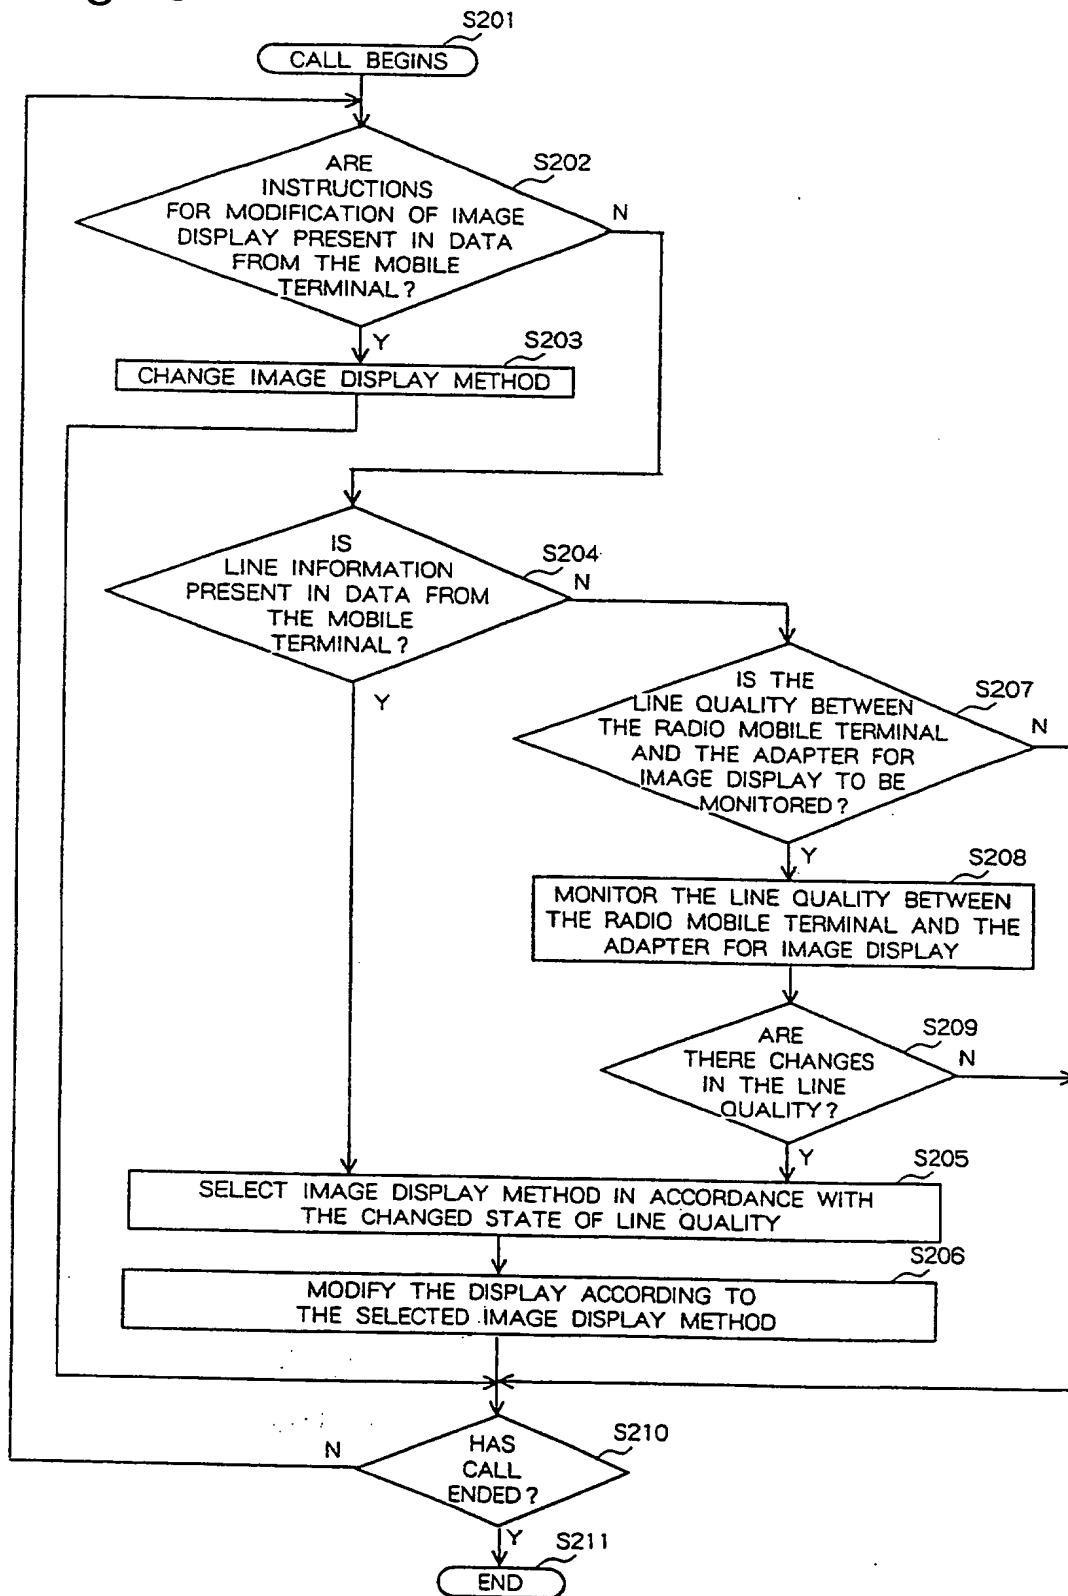 S201
CALL BEGINS
S202
ARE
INSTRUCTIONS
FOR MODIFICATION OF IMAGE
DISPLAY PRESENT IN DATA
FROM THE MOBILE
TERMINAL?
N
Y
S203
CHANGE IMAGE DISPLAY METHOD
S204
IS
LINE INFORMATION
PRESENT IN DATA FROM
THE MOBILE
TERMINAL?
N
Y
S207
IS THE
LINE QUALITY BETWEEN
THE RADIO MOBILE TERMINAL
AND THE ADAPTER FOR
IMAGE DISPLAY TO BE
MONITORED?
N
Y
S208
MONITOR THE LINE QUALITY BETWEEN
THE RADIO MOBILE TERMINAL AND THE
ADAPTER FOR IMAGE DISPLAY
S209
ARE
THERE CHANGES
IN THE LINE
QUALITY?
N
Y
S205
SELECT IMAGE DISPLAY METHOD IN ACCORDANCE WITH
THE CHANGED STATE OF LINE QUALITY
S206
MODIFY THE DISPLAY ACCORDING TO
THE SELECTED IMAGE DISPLAY METHOD
S210
HAS
CALL
ENDED?
N
Y
S211
END